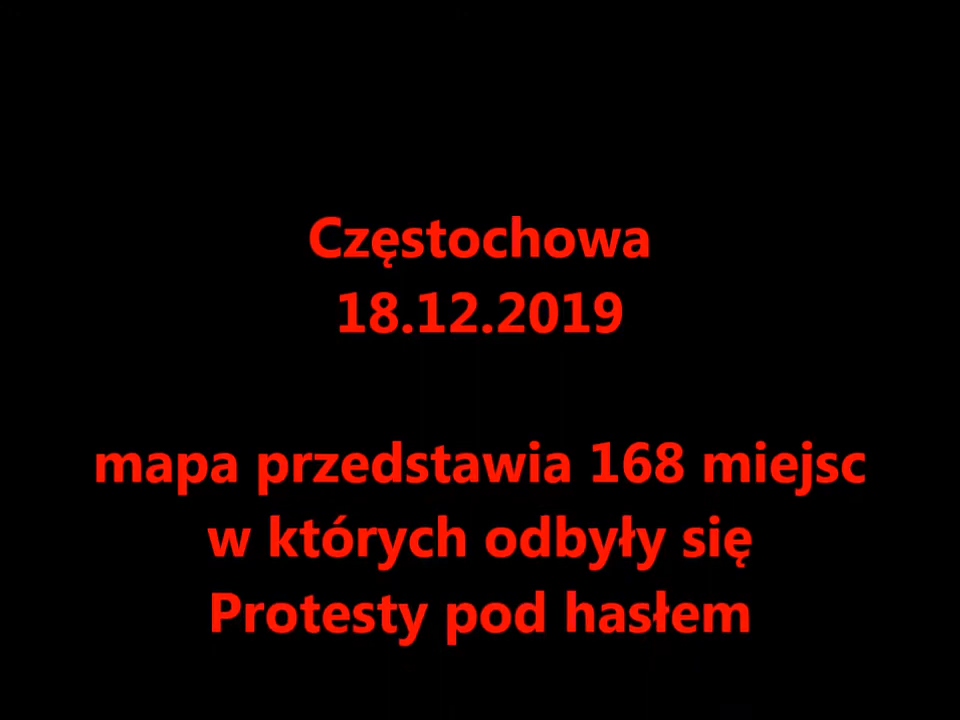 Częstochowa
18.12.2019
mapa przedstawia 168 miejsc
w których odbyły się
Protesty pod hasłem